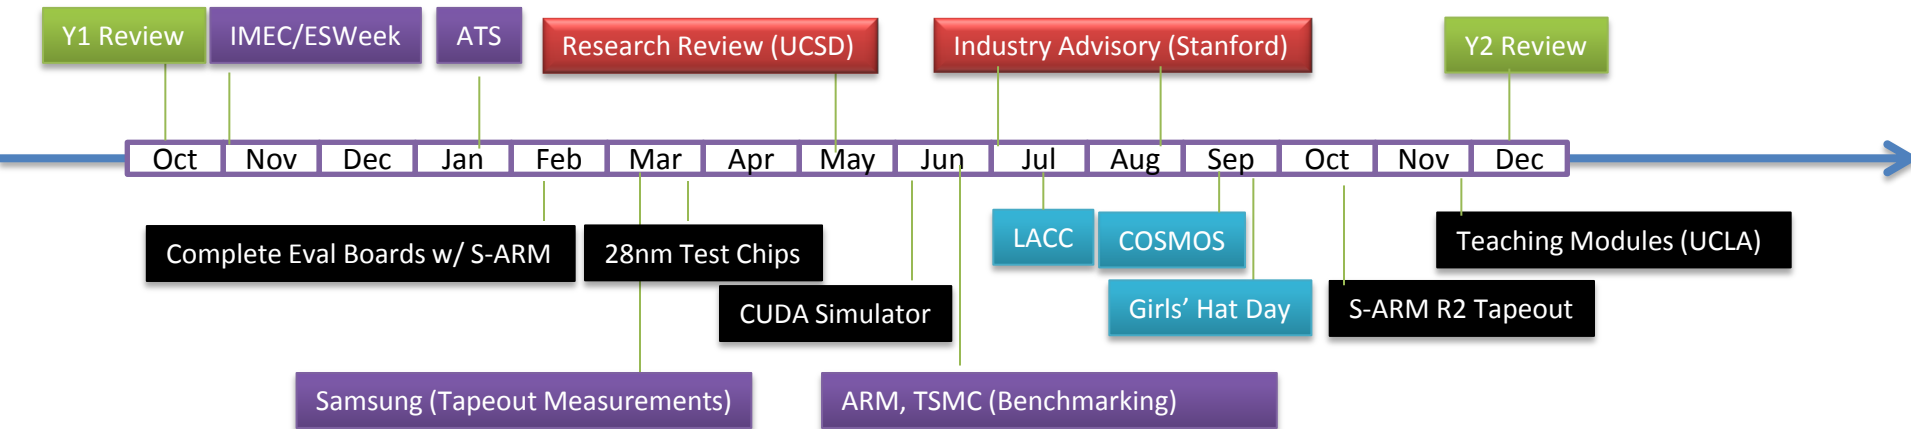 Y1 Review
IMEC/ESWeek
ATS
Research Review (UCSD)
Industry Advisory (Stanford)
Y2 Review
Oct Nov Dec Jan Feb Mar Apr May Jun Jul Aug Sep Oct Nov Dec
Complete Eval Boards w/ S-ARM
28nm Test Chips
LACC
COSMOS
Teaching Modules (UCLA)
CUDA Simulator
Girls’ Hat Day
S-ARM R2 Tapeout
Samsung (Tapeout Measurements)
ARM, TSMC (Benchmarking)